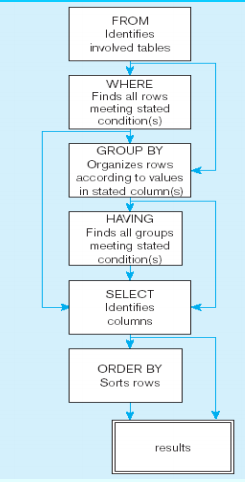 FROM
Identifies
involved tables
WHERE
Finds all rows
meeting stated
condition(s)
GROUP BY
Organizes rows
according to values
in stated column(s)
HAVING
Finds all groups
meeting stated
condition(s)
SELECT
Identifies
columns
ORDER BY
Sorts rows
results